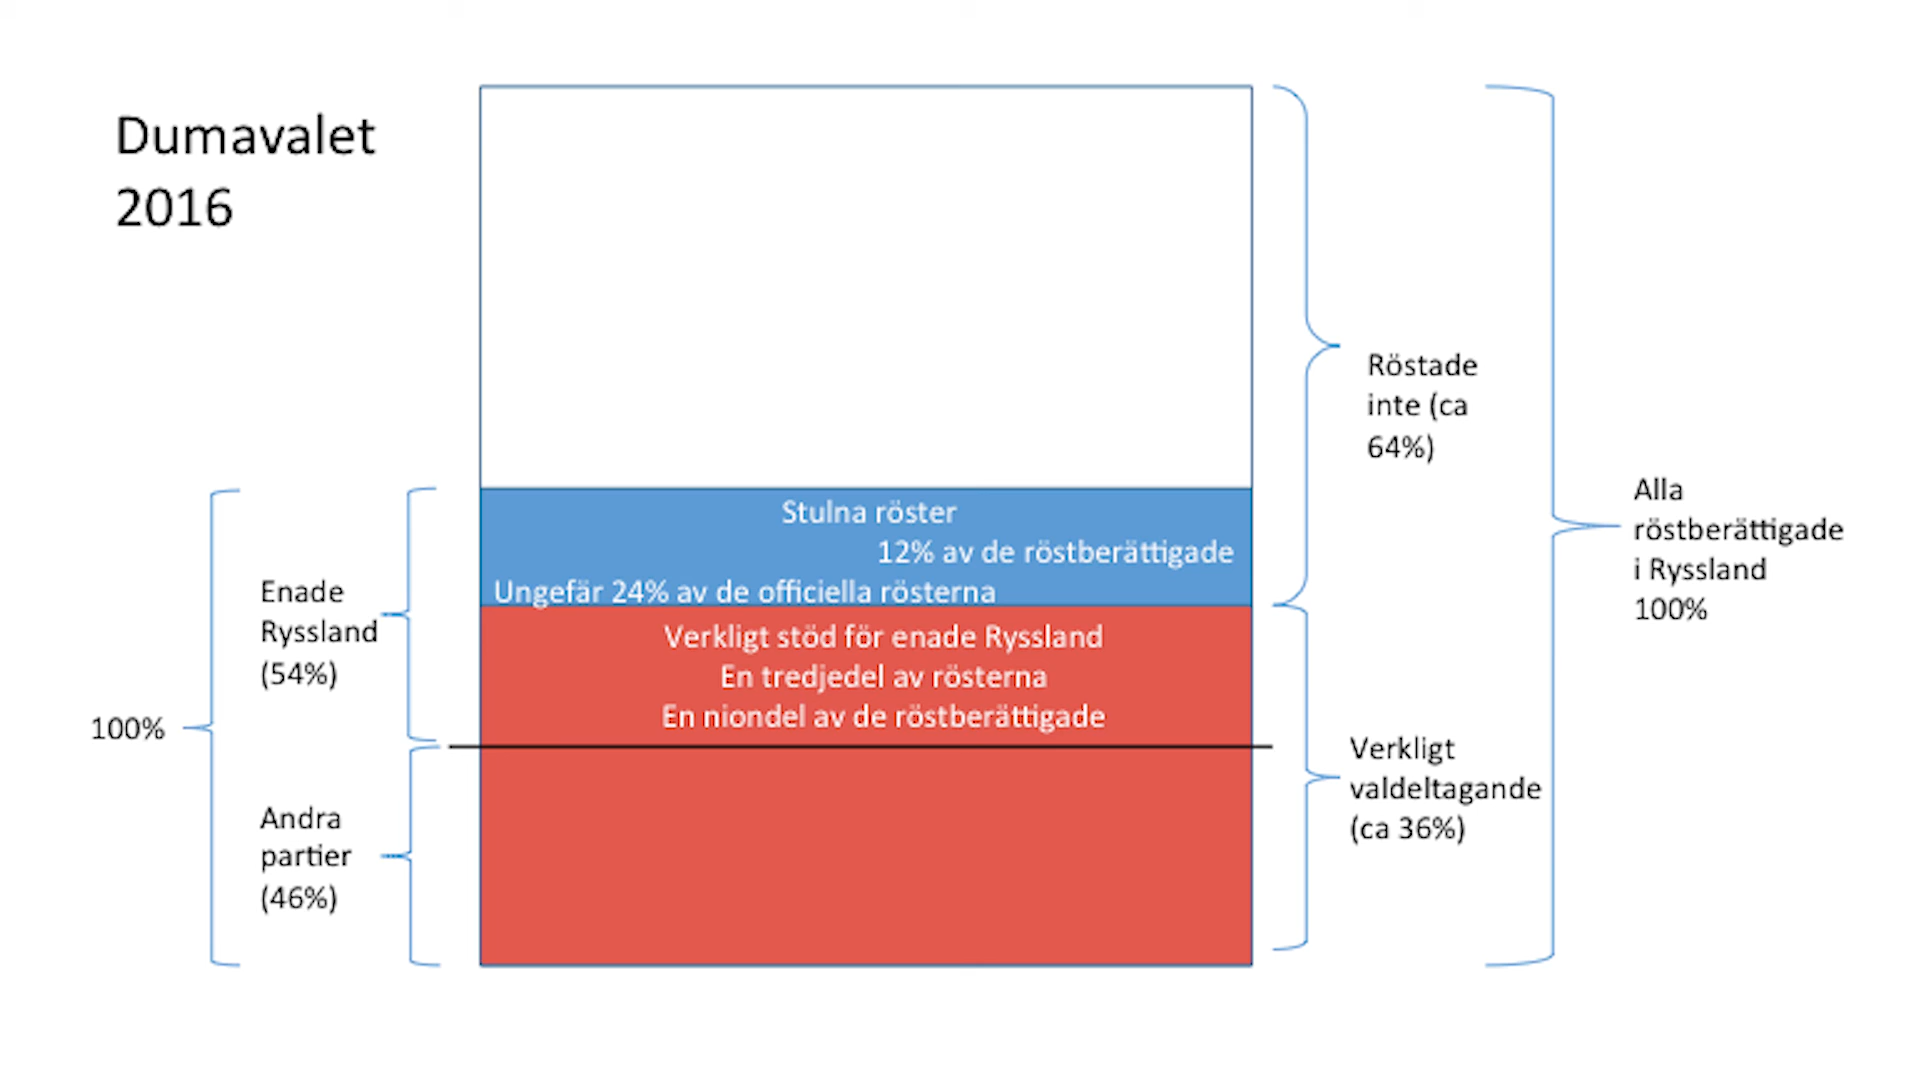 Dumavalet
2016
Stulna röster
12% av de röstberättigade
Ungefär 24% av de officiella rösterna
Verkligt stöd för enade Ryssland
En tredjedel av rösterna
En niondel av de röstberättigade
100%
Enade
Ryssland
(54%)
Andra
partier
(46%)
Röstade
inte (ca
64%)
Verkligt
valdeltagande
(ca 36%)
Alla
röstberättigade
i Ryssland
100%